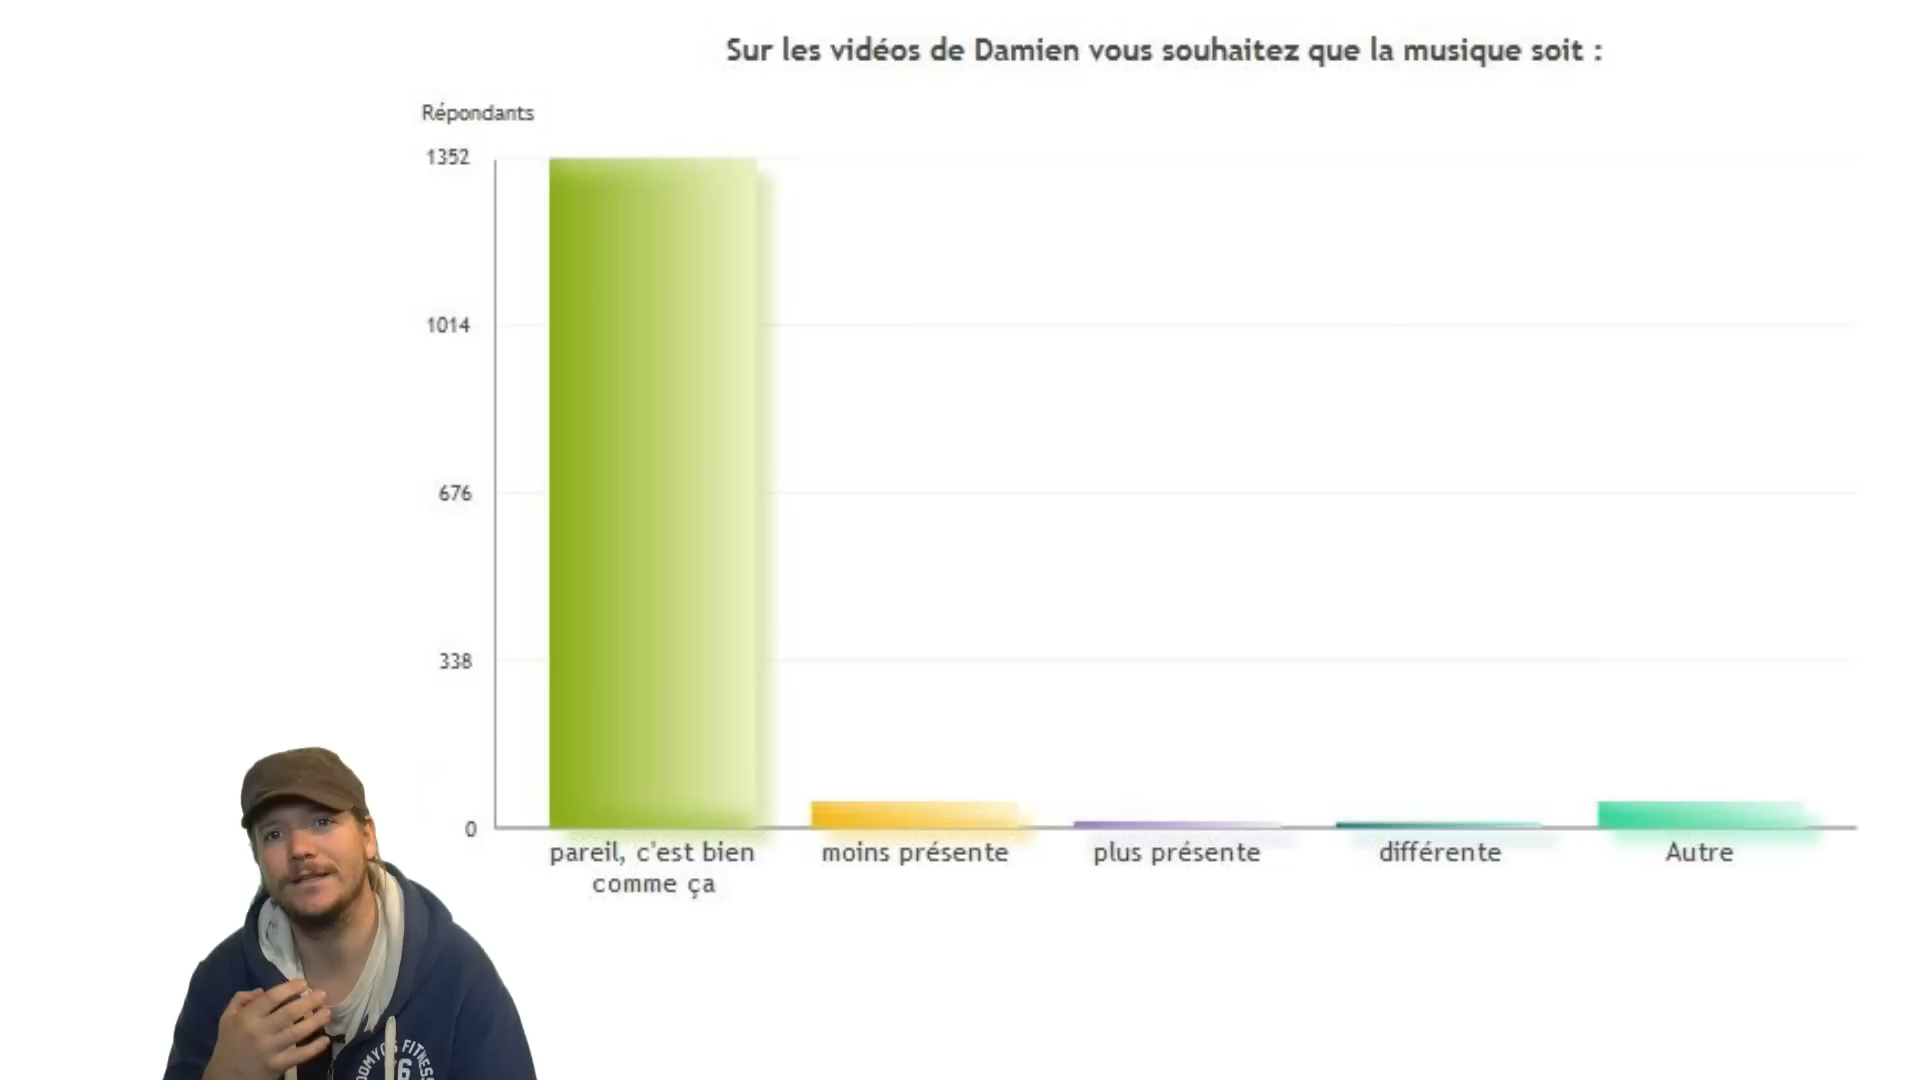 Sur les vidéos de Damien vous souhaitez que la musique soit :
Répondants
1352
1014
676
338
0
pareil, c'est bien
comme ça
moins présente
plus présente
différente
Autre
FITNESS